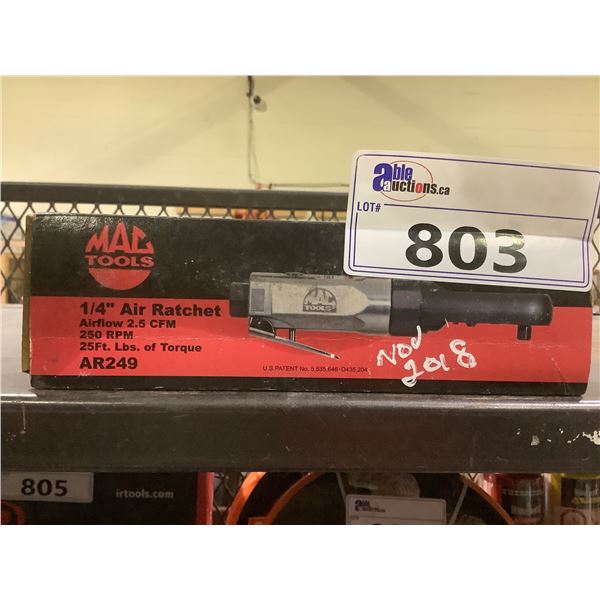 able
auctions.ca
LOT#
803
MAC
TOOLS
1/4" Air Ratchet
Airflow 2.5 CFM
250 RPM
25Ft. Lbs. of Torque
AR249
MAC
TOOLS
U.S.PATENT No. 5,535,646 · D435,204
NOV
2018
805
irtools.com